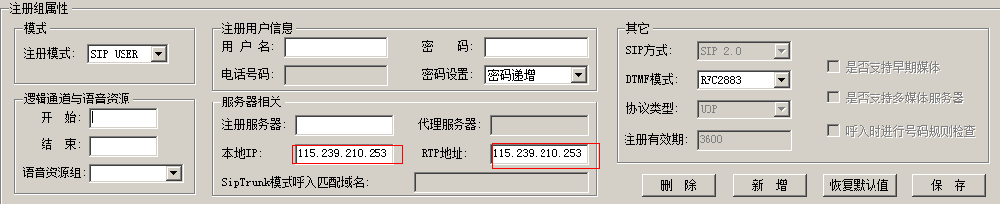 注册组属性
模式
注册模式: SIP USER
逻辑通道与语音资源
开 始:
结 束:
语音资源组:
注册用户信息
用 户 名: 密 码:
电话号码: 密码设置: 密码递增
服务器相关
注册服务器: 代理服务器:
本地IP: 115.239.210.253 RTP地址: 115.239.210.253
SipTrunk模式呼入匹配域名:
其它
SIP方式: SIP 2.0
DTMF模式: RFC2883
协议类型: UDP
注册有效期: 3600
是否支持早期媒体
是否支持多媒体服务器
呼入时进行号码规则检查
删 除 新 增 恢复默认值 保 存